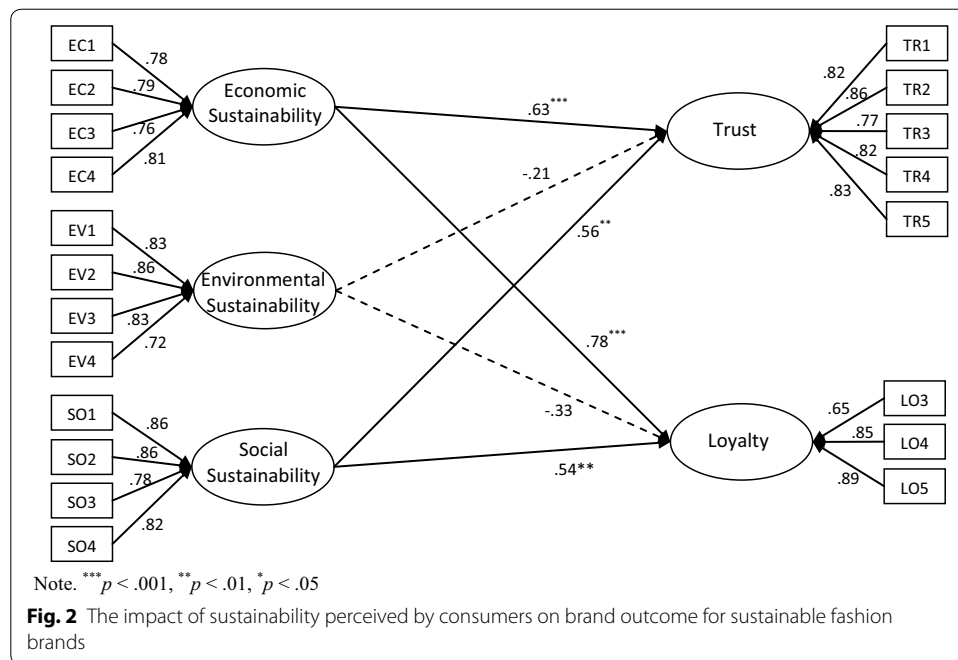 EC1
EC2
EC3
EC4
.78
.79
.76
.81
Economic
Sustainability
EV1
EV2
EV3
EV4
.83
.86
.83
.72
Environmental
Sustainability
SO1
SO2
SO3
SO4
.86
.86
.78
.82
Social
Sustainability
.63***
-.21
.56**
.78***
-.33
.54**
Trust
.82
.86
.77
.82
.83
TR1
TR2
TR3
TR4
TR5
Loyalty
.65
.85
.89
LO3
LO4
LO5
Note. ***p < .001, **p < .01, *p < .05
Fig. 2 The impact of sustainability perceived by consumers on brand outcome for sustainable fashion
brands